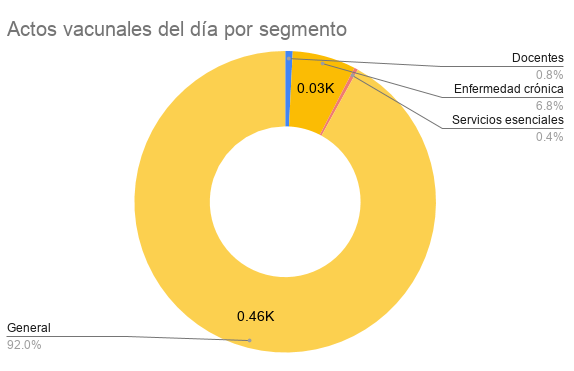 Actos vacunales del día por segmento
Docentes
0.8%
0.03K
Enfermedad crónica
6.8%
Servicios esenciales
0.4%
0.46K
General
92.0%